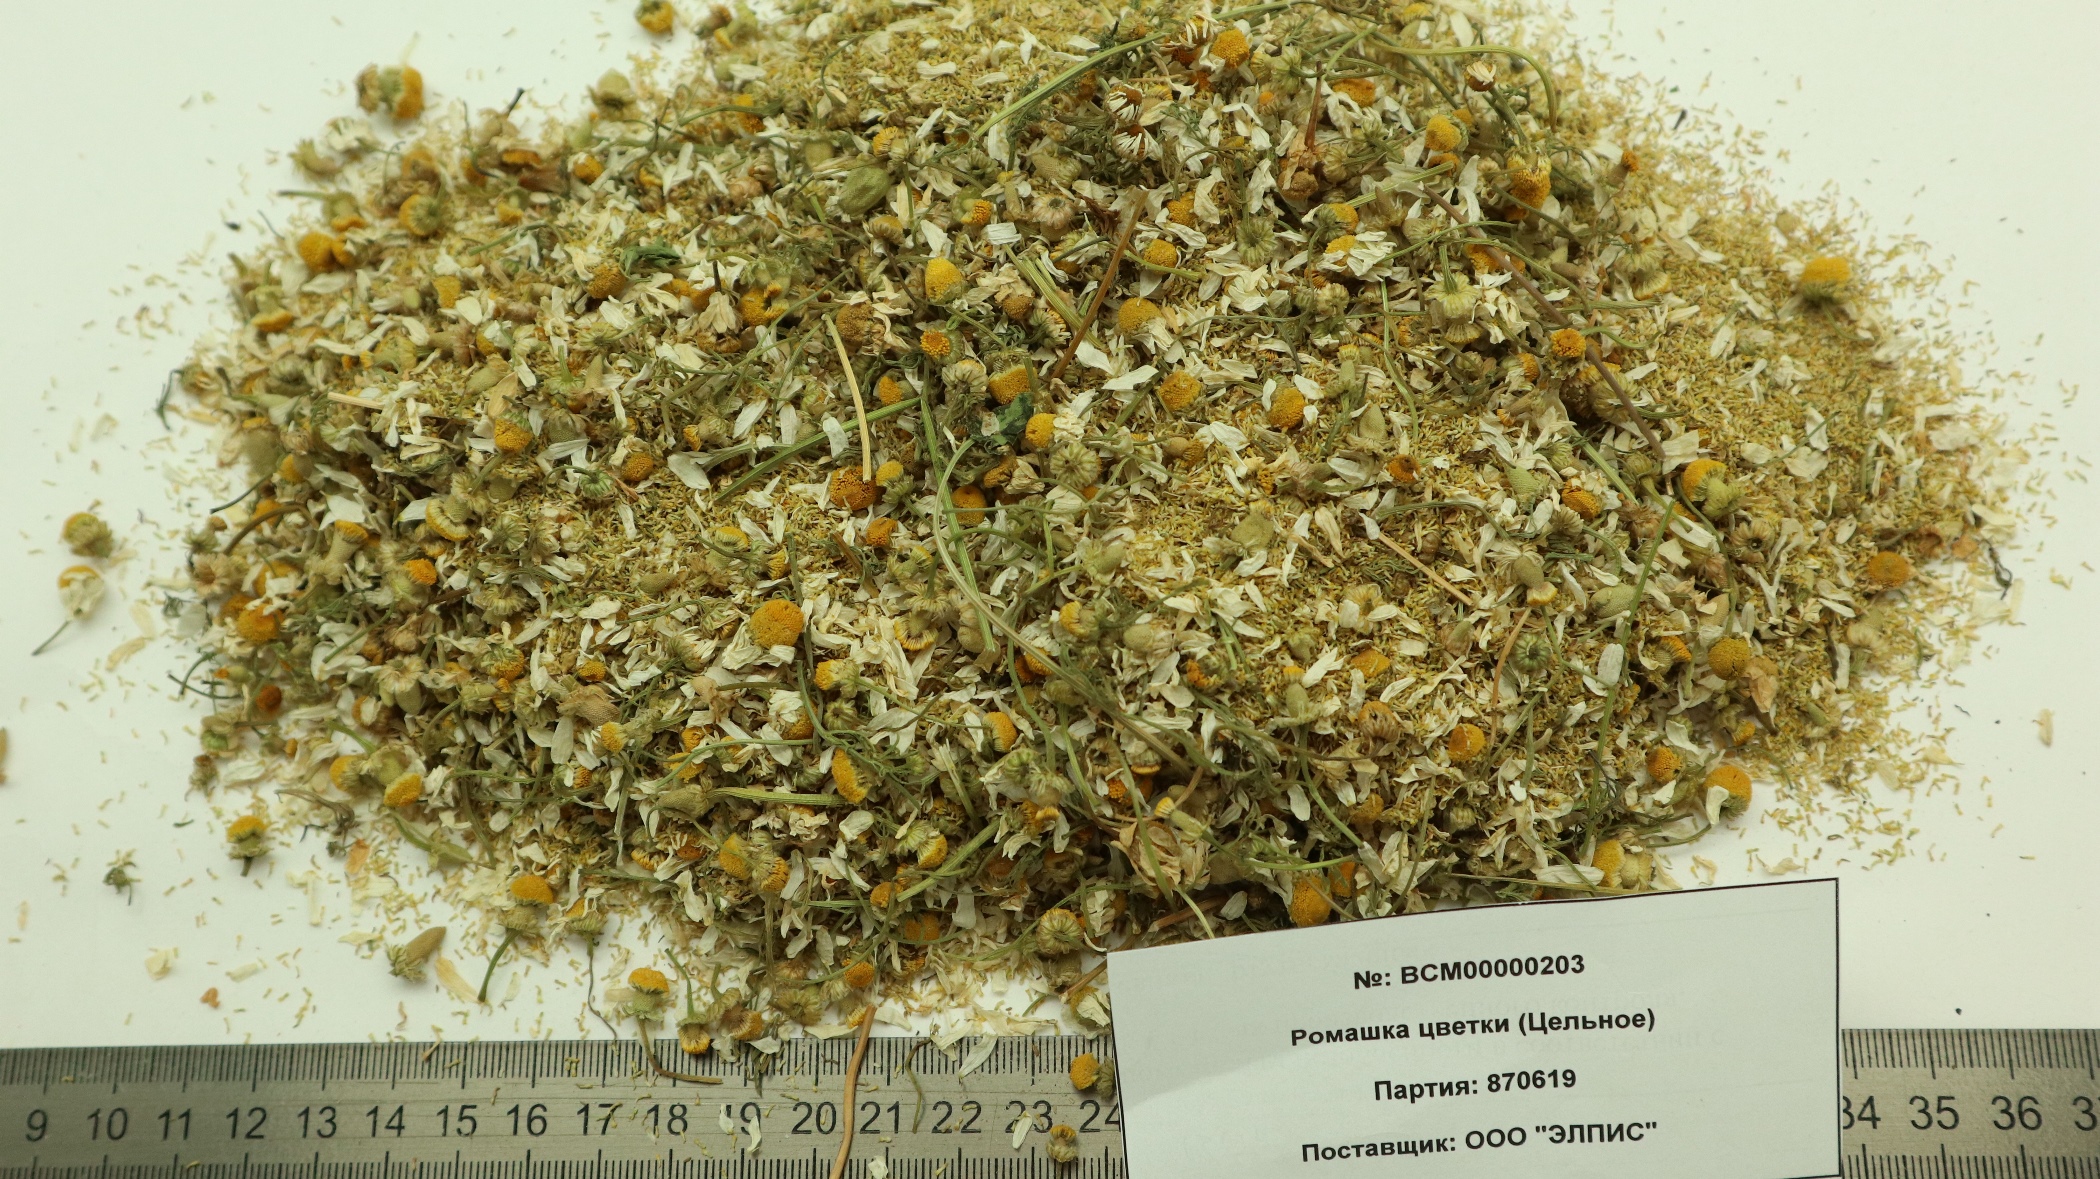 №: ВСМ00000203
Ромашка цветки (Цельное)
Партия: 870619
Поставщик: ООО "ЭЛПИС"
9 10 11 12 13 14 15 16 17 18 19 20 21 22 23 24 34 35 36